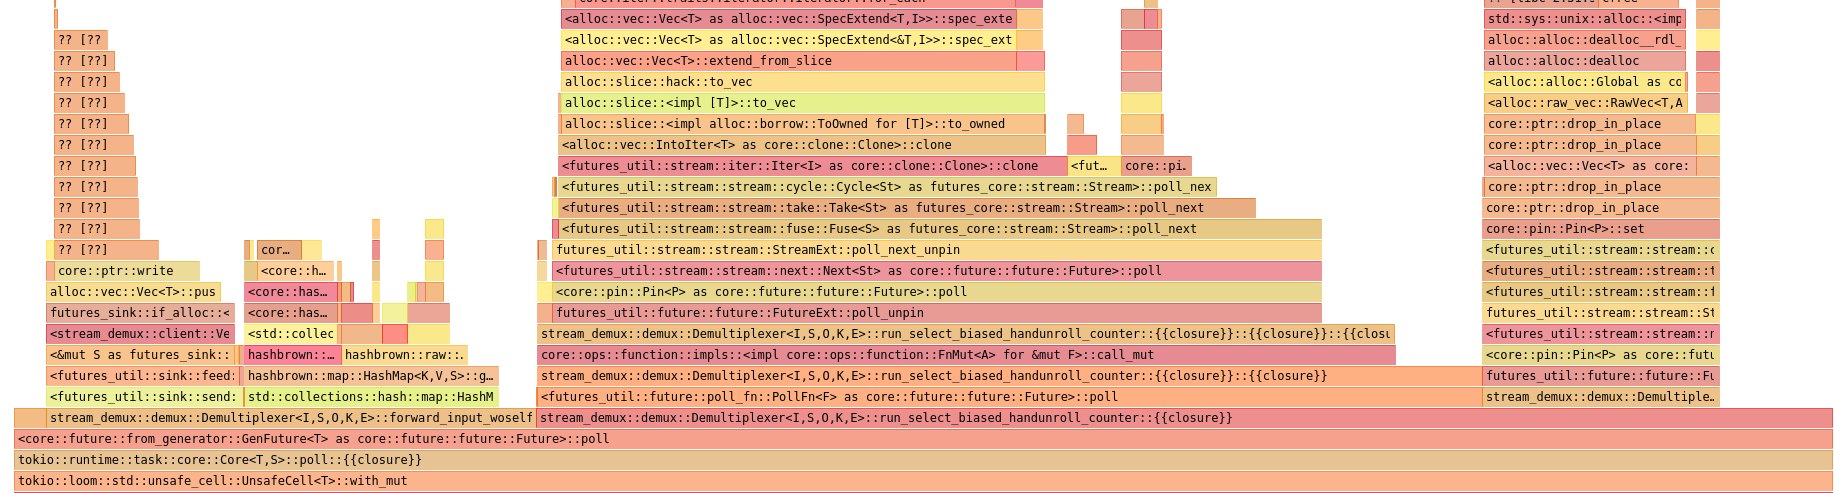 core::iter::traits::iterator::Iterator::for_each
<alloc::vec::Vec<T> as alloc::vec::SpecExtend<T,I>>::spec_exte
std::sys::unix::alloc::<imp
?? [??
<alloc::vec::Vec<T> as alloc::vec::SpecExtend<&T,I>>::spec_ext
alloc::alloc::dealloc__rdl_
?? [??]
alloc::vec::Vec<T>::extend_from_slice
alloc::alloc::dealloc
?? [??]
alloc::slice::hack::to_vec
<alloc::alloc::Global as co
?? [??]
alloc::slice::<impl [T]>::to_vec
<alloc::raw_vec::RawVec<T,A
?? [??]
alloc::slice::<impl alloc::borrow::ToOwned for [T]>::to_owned
core::ptr::drop_in_place
?? [??]
<alloc::vec::IntoIter<T> as core::clone::Clone>::clone
core::ptr::drop_in_place
?? [??]
<futures_util::stream::iter::Iter<I> as core::clone::Clone>::clone
<fut…
core::pi…
<alloc::vec::Vec<T> as core:
?? [??]
<futures_util::stream::stream::cycle::Cycle<St> as futures_core::stream::Stream>::poll_nex
core::ptr::drop_in_place
?? [??]
<futures_util::stream::stream::take::Take<St> as futures_core::stream::Stream>::poll_next
core::ptr::drop_in_place
?? [??]
<futures_util::stream::stream::fuse::Fuse<S> as futures_core::stream::Stream>::poll_next
core::pin::Pin<P>::set
?? [??]
cor…
futures_util::stream::stream::StreamExt::poll_next_unpin
<futures_util::stream::stream::c
core::ptr::write
<core::h…
<futures_util::stream::stream::next::Next<St> as core::future::future::Future>::poll
<futures_util::stream::stream::t
alloc::vec::Vec<T>::pus
<core::has…
<core::pin::Pin<P> as core::future::future::Future>::poll
<futures_util::stream::stream::f
futures_sink::if_alloc::<
<core::has…
futures_util::future::future::FutureExt::poll_unpin
futures_util::stream::stream::St
<stream_demux::client::Ve
<std::collec
stream_demux::demux::Demultiplexer<I,S,O,K,E>::run_select_biased_handunroll_counter::{{closure}}::{{closure}}::{{closu
<futures_util::stream::stream::n
<&mut S as futures_sink::
hashbrown::…
hashbrown::raw::…
core::ops::function::impls::<impl core::ops::function::FnMut<A> for &mut F>::call_mut
<core::pin::Pin<P> as core::futu
<futures_util::sink::feed:
hashbrown::map::HashMap<K,V,S>::g…
stream_demux::demux::Demultiplexer<I,S,O,K,E>::run_select_biased_handunroll_counter::{{closure}}::{{closure}}
futures_util::future::future::Fu
<futures_util::sink::send:
std::collections::hash::map::HashM
<futures_util::future::poll_fn::PollFn<F> as core::future::future::Future>::poll
stream_demux::demux::Demultiple…
stream_demux::demux::Demultiplexer<I,S,O,K,E>::forward_input_woself
stream_demux::demux::Demultiplexer<I,S,O,K,E>::run_select_biased_handunroll_counter::{{closure}}
<core::future::from_generator::GenFuture<T> as core::future::future::Future>::poll
tokio::runtime::task::core::Core<T,S>::poll::{{closure}}
tokio::loom::std::unsafe_cell::UnsafeCell<T>::with_mut